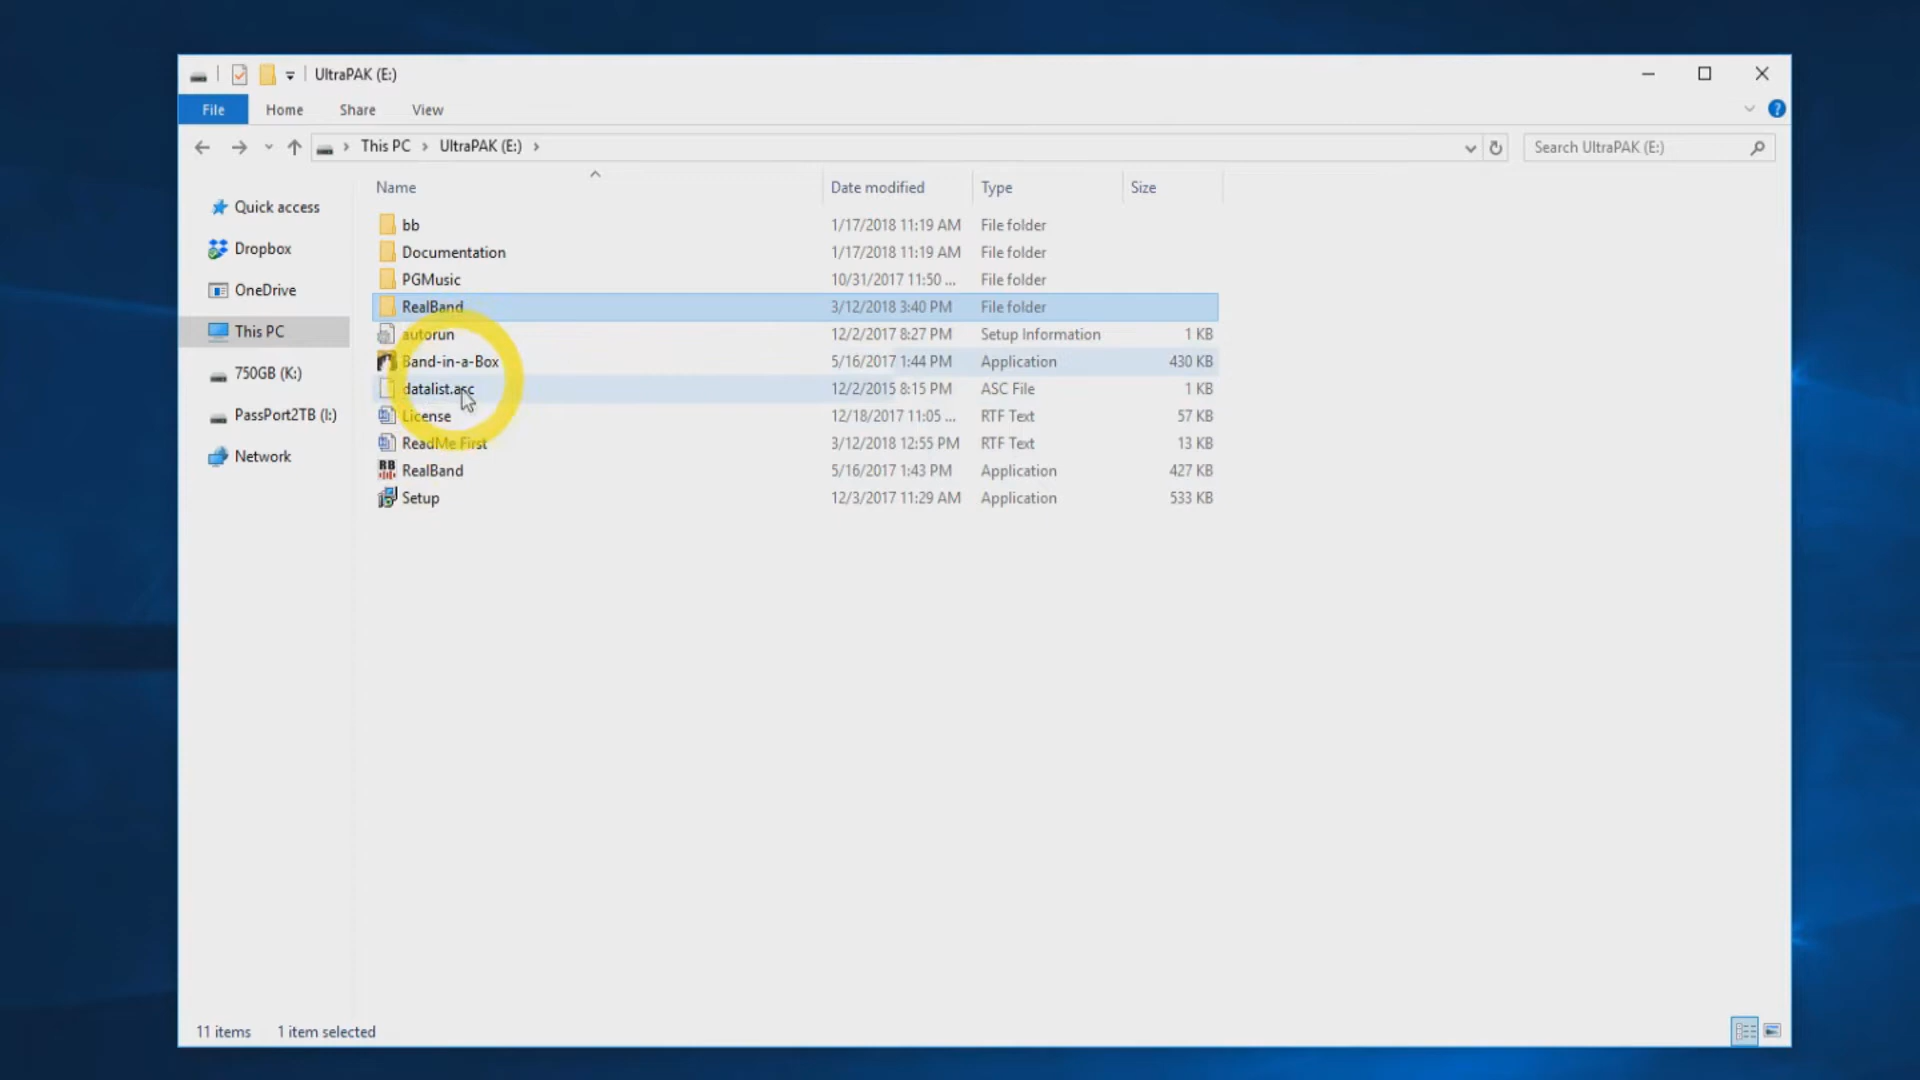 UltraPAK (E:)
File Home Share View
This PC UltraPAK (E:) Search UltraPAK (E:)
Name Date modified Type Size
Quick access
Dropbox
OneDrive
This PC
750GB (K:)
PassPort2TB (I:)
Network
bb 1/17/2018 11:19 AM File folder
Documentation 1/17/2018 11:19 AM File folder
PGMusic 10/31/2017 11:50 ... File folder
RealBand 3/12/2018 3:40 PM File folder
autorun 12/2/2017 8:27 PM Setup Information 1 KB
Band-in-a-Box 5/16/2017 1:44 PM Application 430 KB
datalist.asc 12/2/2015 8:15 PM ASC File 1 KB
License 12/18/2017 11:05 ... RTF Text 57 KB
ReadMe First 3/12/2018 12:55 PM RTF Text 13 KB
RealBand 5/16/2017 1:43 PM Application 427 KB
Setup 12/3/2017 11:29 AM Application 533 KB
11 items 1 item selected